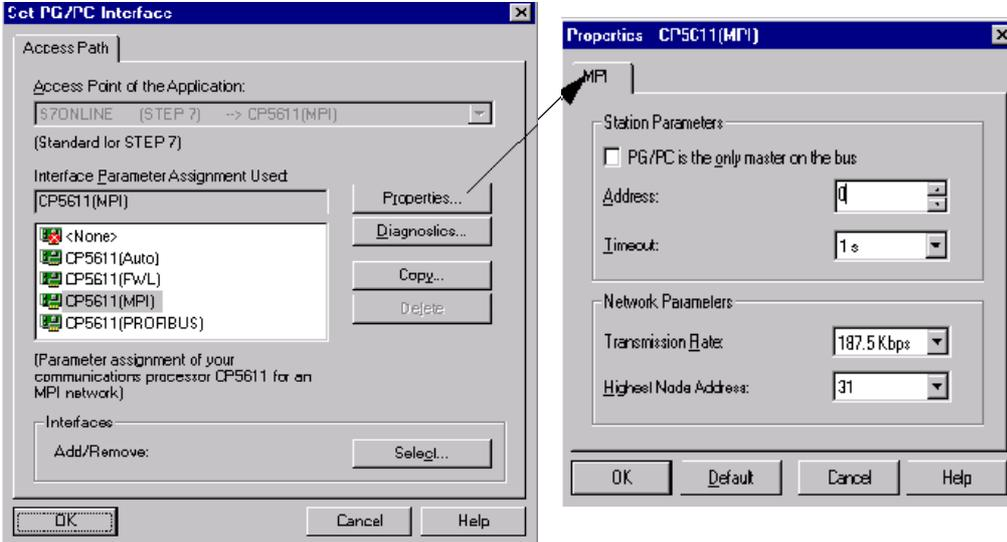 Set PG/PC Interface
Access Path
Access Point of the Application:
S7ONLINE (STEP 7) --> CP5611(MPI)
(Standard for STEP 7)
Interface Parameter Assignment Used:
CP5611(MPI)
Properties...
<None>
CP5611(Auto)
CP5611(FWL)
CP5611(MPI)
CP5611(PROFIBUS)
Diagnostics...
Copy...
Delete
(Parameter assignment of your
communications processor CP5611 for an
MPI network)
Interfaces
Add/Remove:
Select...
OK
Cancel
Help
Properties CP5611(MPI)
MPI
Station Parameters
PG/PC is the only master on the bus
Address:
0
Timeout:
1 s
Network Parameters
Transmission Rate:
187.5 Kbps
Highest Node Address:
31
OK
Default
Cancel
Help